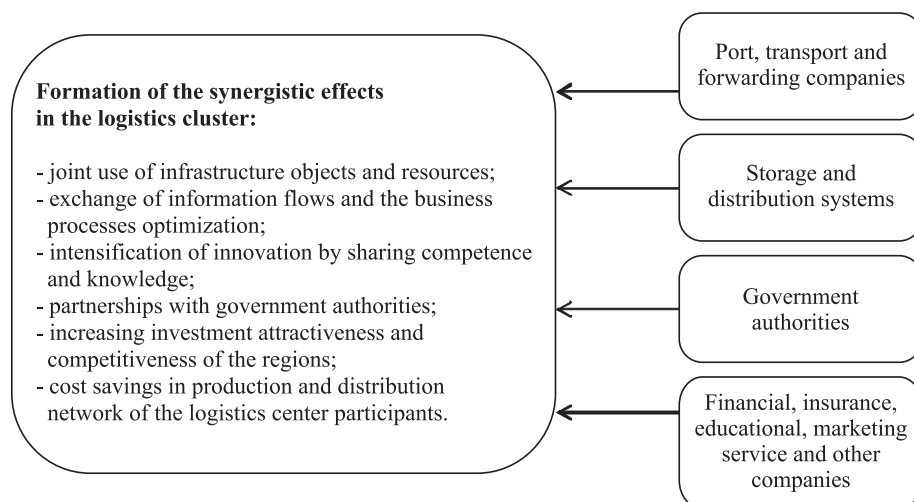 Formation of the synergistic effects
in the logistics cluster:
- joint use of infrastructure objects and resources;
- exchange of information flows and the business
processes optimization;
- intensification of innovation by sharing competence
and knowledge;
- partnerships with government authorities;
- increasing investment attractiveness and
competitiveness of the regions;
- cost savings in production and distribution
network of the logistics center participants.
Port, transport and
forwarding companies
Storage and
distribution systems
Government
authorities
Financial, insurance,
educational, marketing
service and other
companies